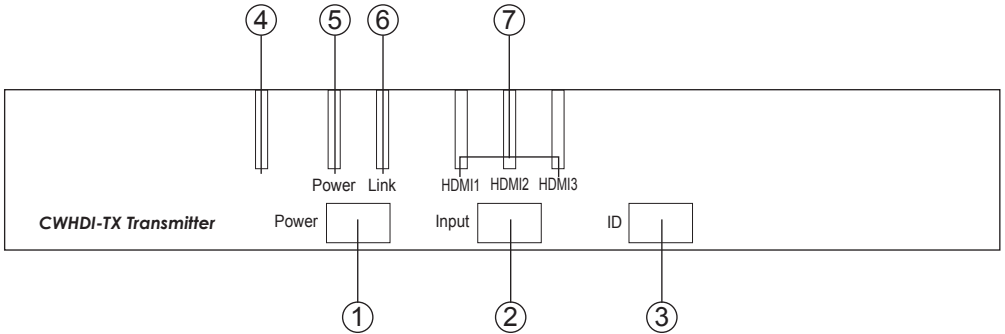 ④ ⑤ ⑥ ⑦
Power Link HDMI1 HDMI2 HDMI3
CWHDI-TX Transmitter Power Input ID
① ② ③